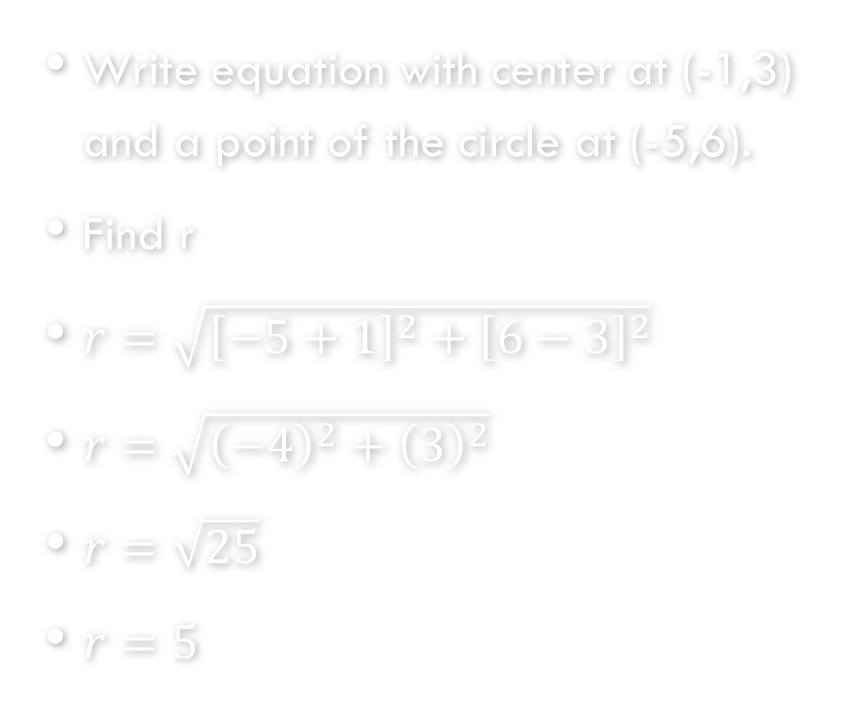 • Write equation with center at (-1,3)
and a point of the circle at (-5,6).
• Find r
• r = √[−5 + 1]² + [6 − 3]²
• r = √(−4)² + (3)²
• r = √25
• r = 5